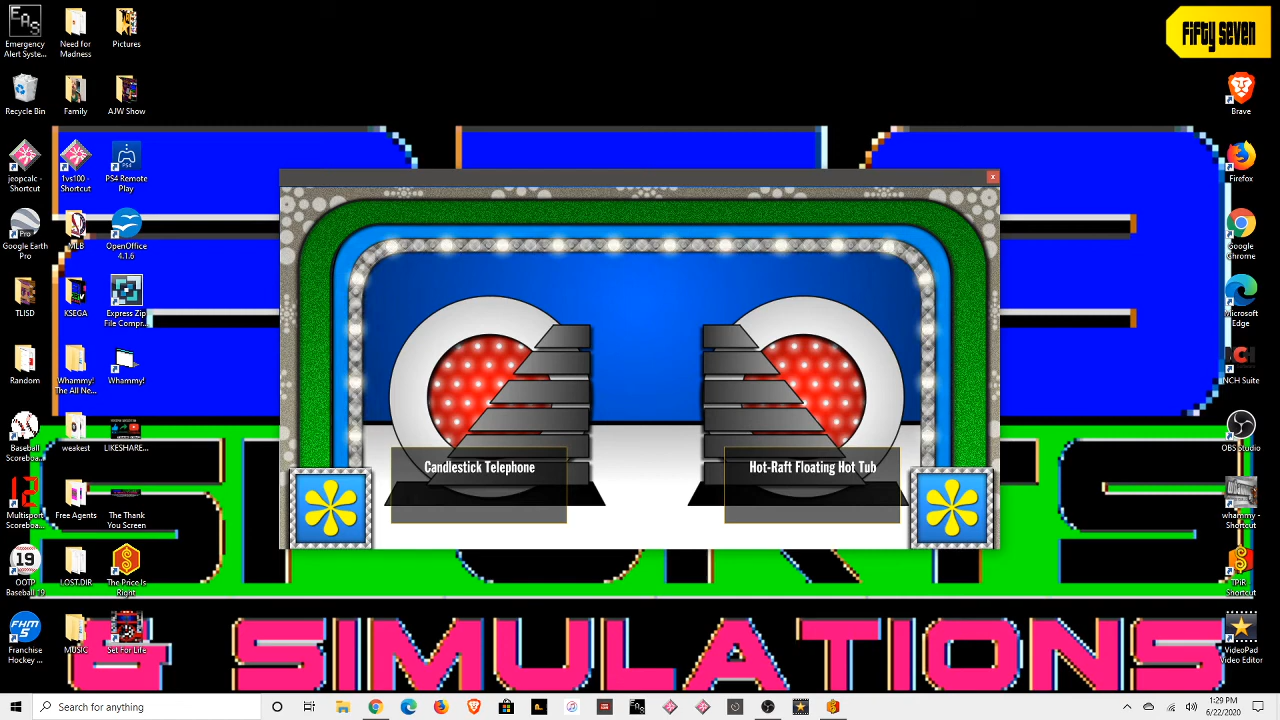 Fifty Seven
Emergency
Alert Syste...
Need for
Madness
Pictures
Recycle Bin
Family
AJW Show
Brave
jeopcalc -
Shortcut
1vs100 -
Shortcut
PS4 Remote
Play
Firefox
Google Earth
Pro
MLB
OpenOffice
4.1.6
Google
Chrome
TLISD
KSEGA
Express Zip
File Compr...
Microsoft
Edge
Random
Whammy!
The All Ne...
Whammy!
NCH Suite
Baseball
Scoreboa...
weakest
LIKESHARE...
OBS Studio
Candlestick Telephone
Hot-Raft Floating Hot Tub
Multisport
Scoreboa...
Free Agents
The Thank
You Screen
whammy -
Shortcut
OOTP
Baseball 19
LOST.DIR
The Price Is
Right
TPiR
Shortcut
Franchise
Hockey ...
MUSIC
Set For Life
VideoPad
Video Editor
& SIMULATIONS
Search for anything
1:29 PM
6/22/2020